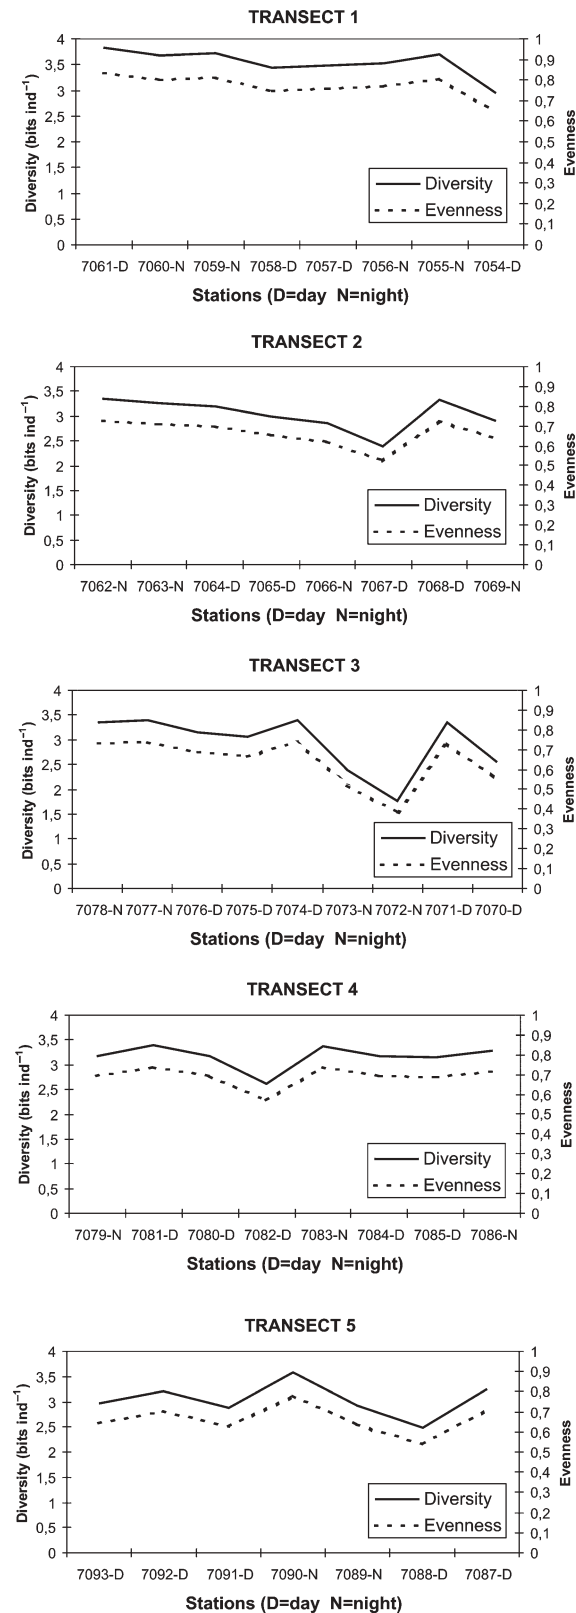 TRANSECT 1
Diversity (bits ind⁻¹)
4
3,5
3
2,5
2
1,5
1
0,5
0
1
0,9
0,8
0,7
0,6
0,5
0,4
0,3
0,2
0,1
0
Evenness
Diversity
Evenness
7061-D 7060-N 7059-N 7058-D 7057-D 7056-N 7055-N 7054-D
Stations (D=day N=night)
TRANSECT 2
Diversity (bits ind⁻¹)
4
3,5
3
2,5
2
1,5
1
0,5
0
1
0,9
0,8
0,7
0,6
0,5
0,4
0,3
0,2
0,1
0
Evenness
Diversity
Evenness
7062-N 7063-N 7064-D 7065-D 7066-N 7067-D 7068-D 7069-N
Stations (D=day N=night)
TRANSECT 3
Diversity (bits ind⁻¹)
4
3,5
3
2,5
2
1,5
1
0,5
0
1
0,9
0,8
0,7
0,6
0,5
0,4
0,3
0,2
0,1
0
Evenness
Diversity
Evenness
7078-N 7077-N 7076-D 7075-D 7074-D 7073-N 7072-N 7071-D 7070-D
Stations (D=day N=night)
TRANSECT 4
Diversity (bits ind⁻¹)
4
3,5
3
2,5
2
1,5
1
0,5
0
1
0,9
0,8
0,7
0,6
0,5
0,4
0,3
0,2
0,1
0
Evenness
Diversity
Evenness
7079-N 7081-D 7080-D 7082-D 7083-N 7084-D 7085-D 7086-N
Stations (D=day N=night)
TRANSECT 5
Diversity (bits ind⁻¹)
4
3,5
3
2,5
2
1,5
1
0,5
0
1
0,9
0,8
0,7
0,6
0,5
0,4
0,3
0,2
0,1
0
Evenness
Diversity
Evenness
7093-D 7092-D 7091-D 7090-N 7089-N 7088-D 7087-D
Stations (D=day N=night)